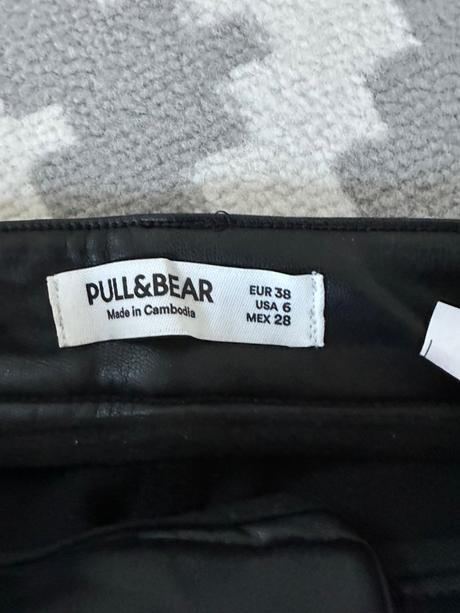 PULL&BEAR
Made in Cambodia
EUR 38
USA 6
MEX 28